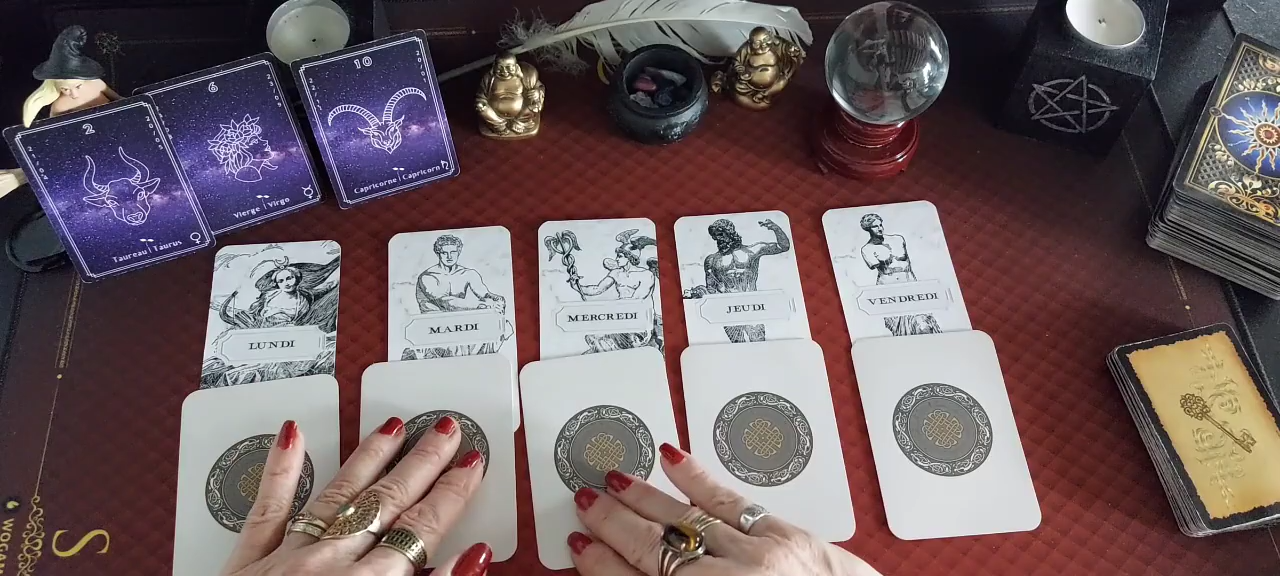 2
Taureau | Taurus
6
Vierge | Virgo
10
Capricorne | Capricorn
LUNDI
MARDI
MERCREDI
JEUDI
VENDREDI
S